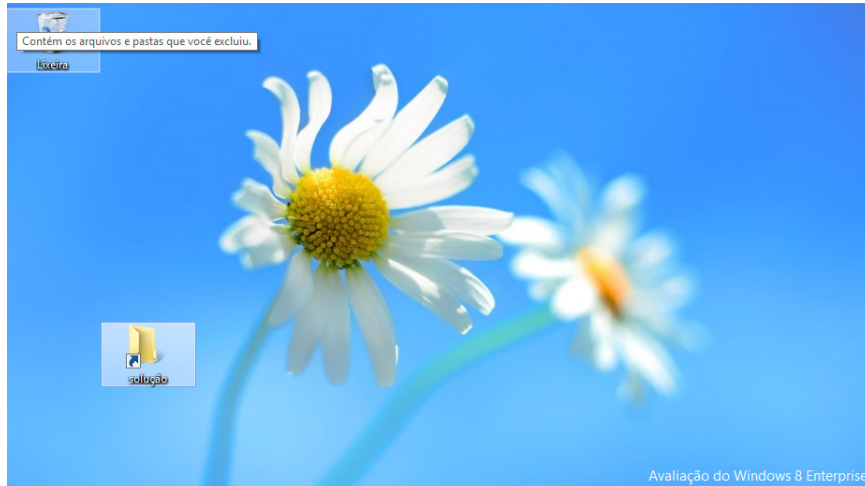 Contém os arquivos e pastas que você excluiu.
Lixeira
solução
Avaliação do Windows 8 Enterprise